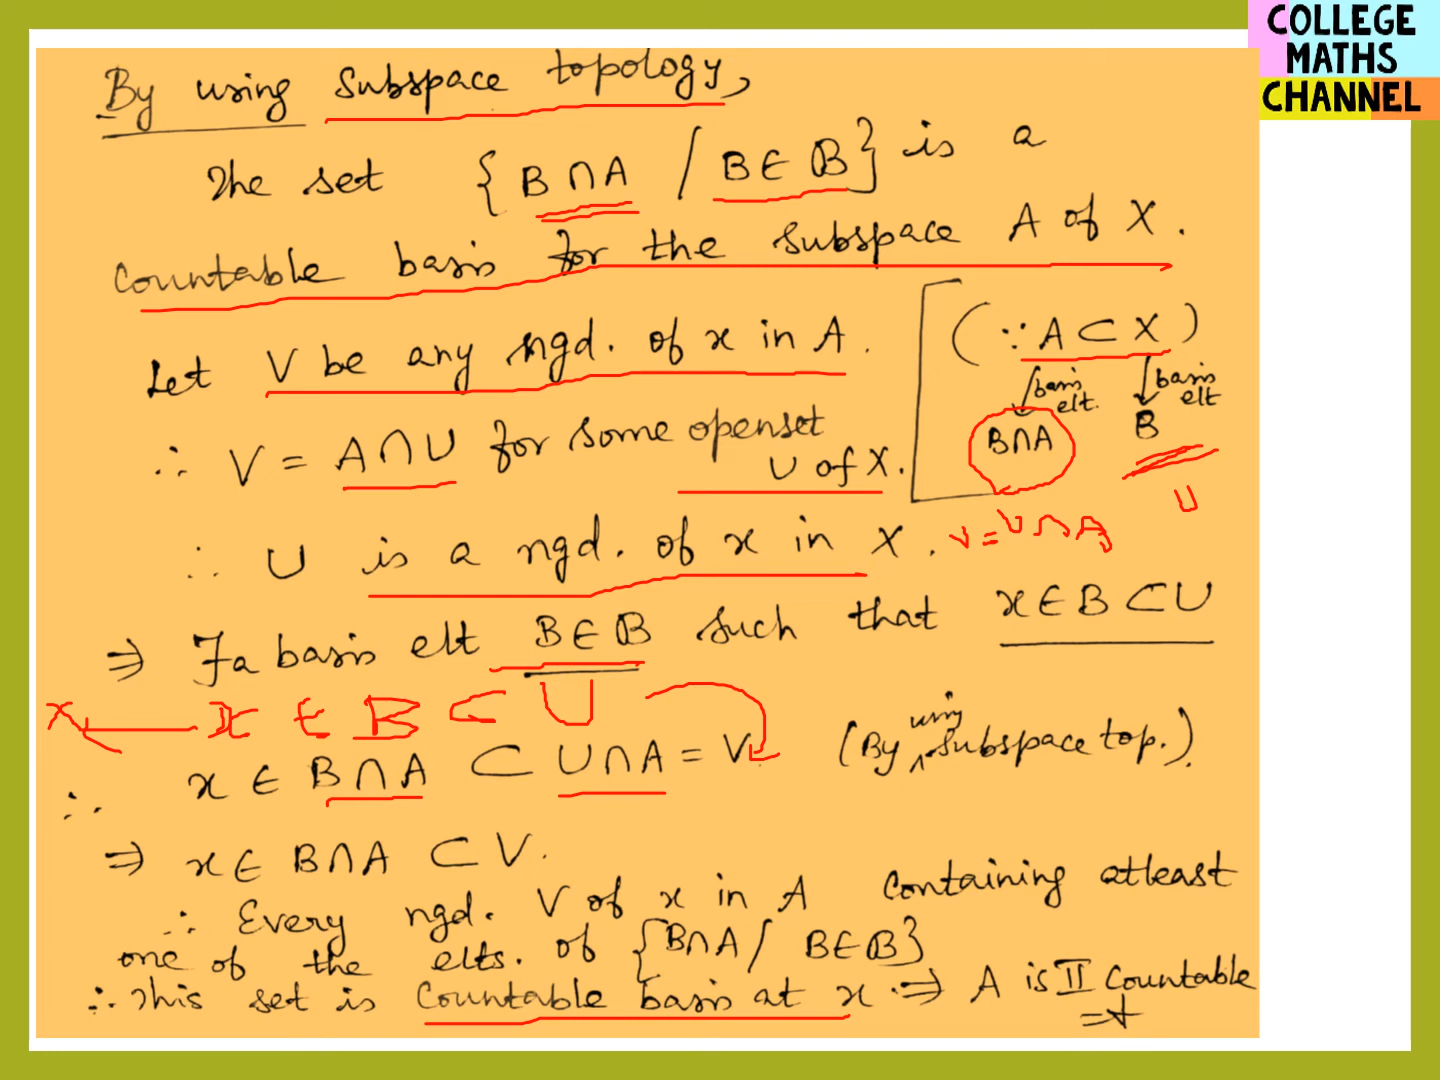 COLLEGE
MATHS
CHANNEL
By using subspace topology,
The set { B ∩ A / B ∈ 𝔹 } is a
Countable basis for the subspace A of X.
Let V be any ngd. of x in A.
(∵ A ⊂ X)
basis elt. basis elt
B∩A B
∴ V = A∩U for some openset
U of X.
U
∴ U is a ngd. of x in X.
V = U∩A
⇒ ∃ a basis elt B ∈ 𝔹 such that x ∈ B ⊂ U
x ← x ∈ B ⊂ U
∴ x ∈ B∩A ⊂ U∩A = V (By using subspace top.).
⇒ x ∈ B∩A ⊂ V.
∴ Every ngd. V of x in A containing atleast
one of the elts. of {B∩A / B∈𝔹}
∴ This set is countable basis at x. ⇒ A is II countable